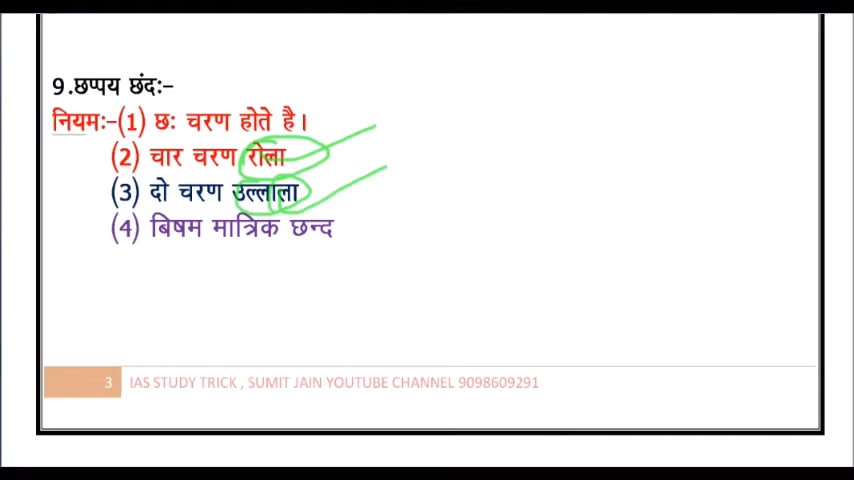 9.छप्पय छंदः-
नियमः-(1) छः चरण होते है।
(2) चार चरण रोला
(3) दो चरण उल्लाला
(4) बिषम मात्रिक छन्द
3 IAS STUDY TRICK , SUMIT JAIN YOUTUBE CHANNEL 9098609291